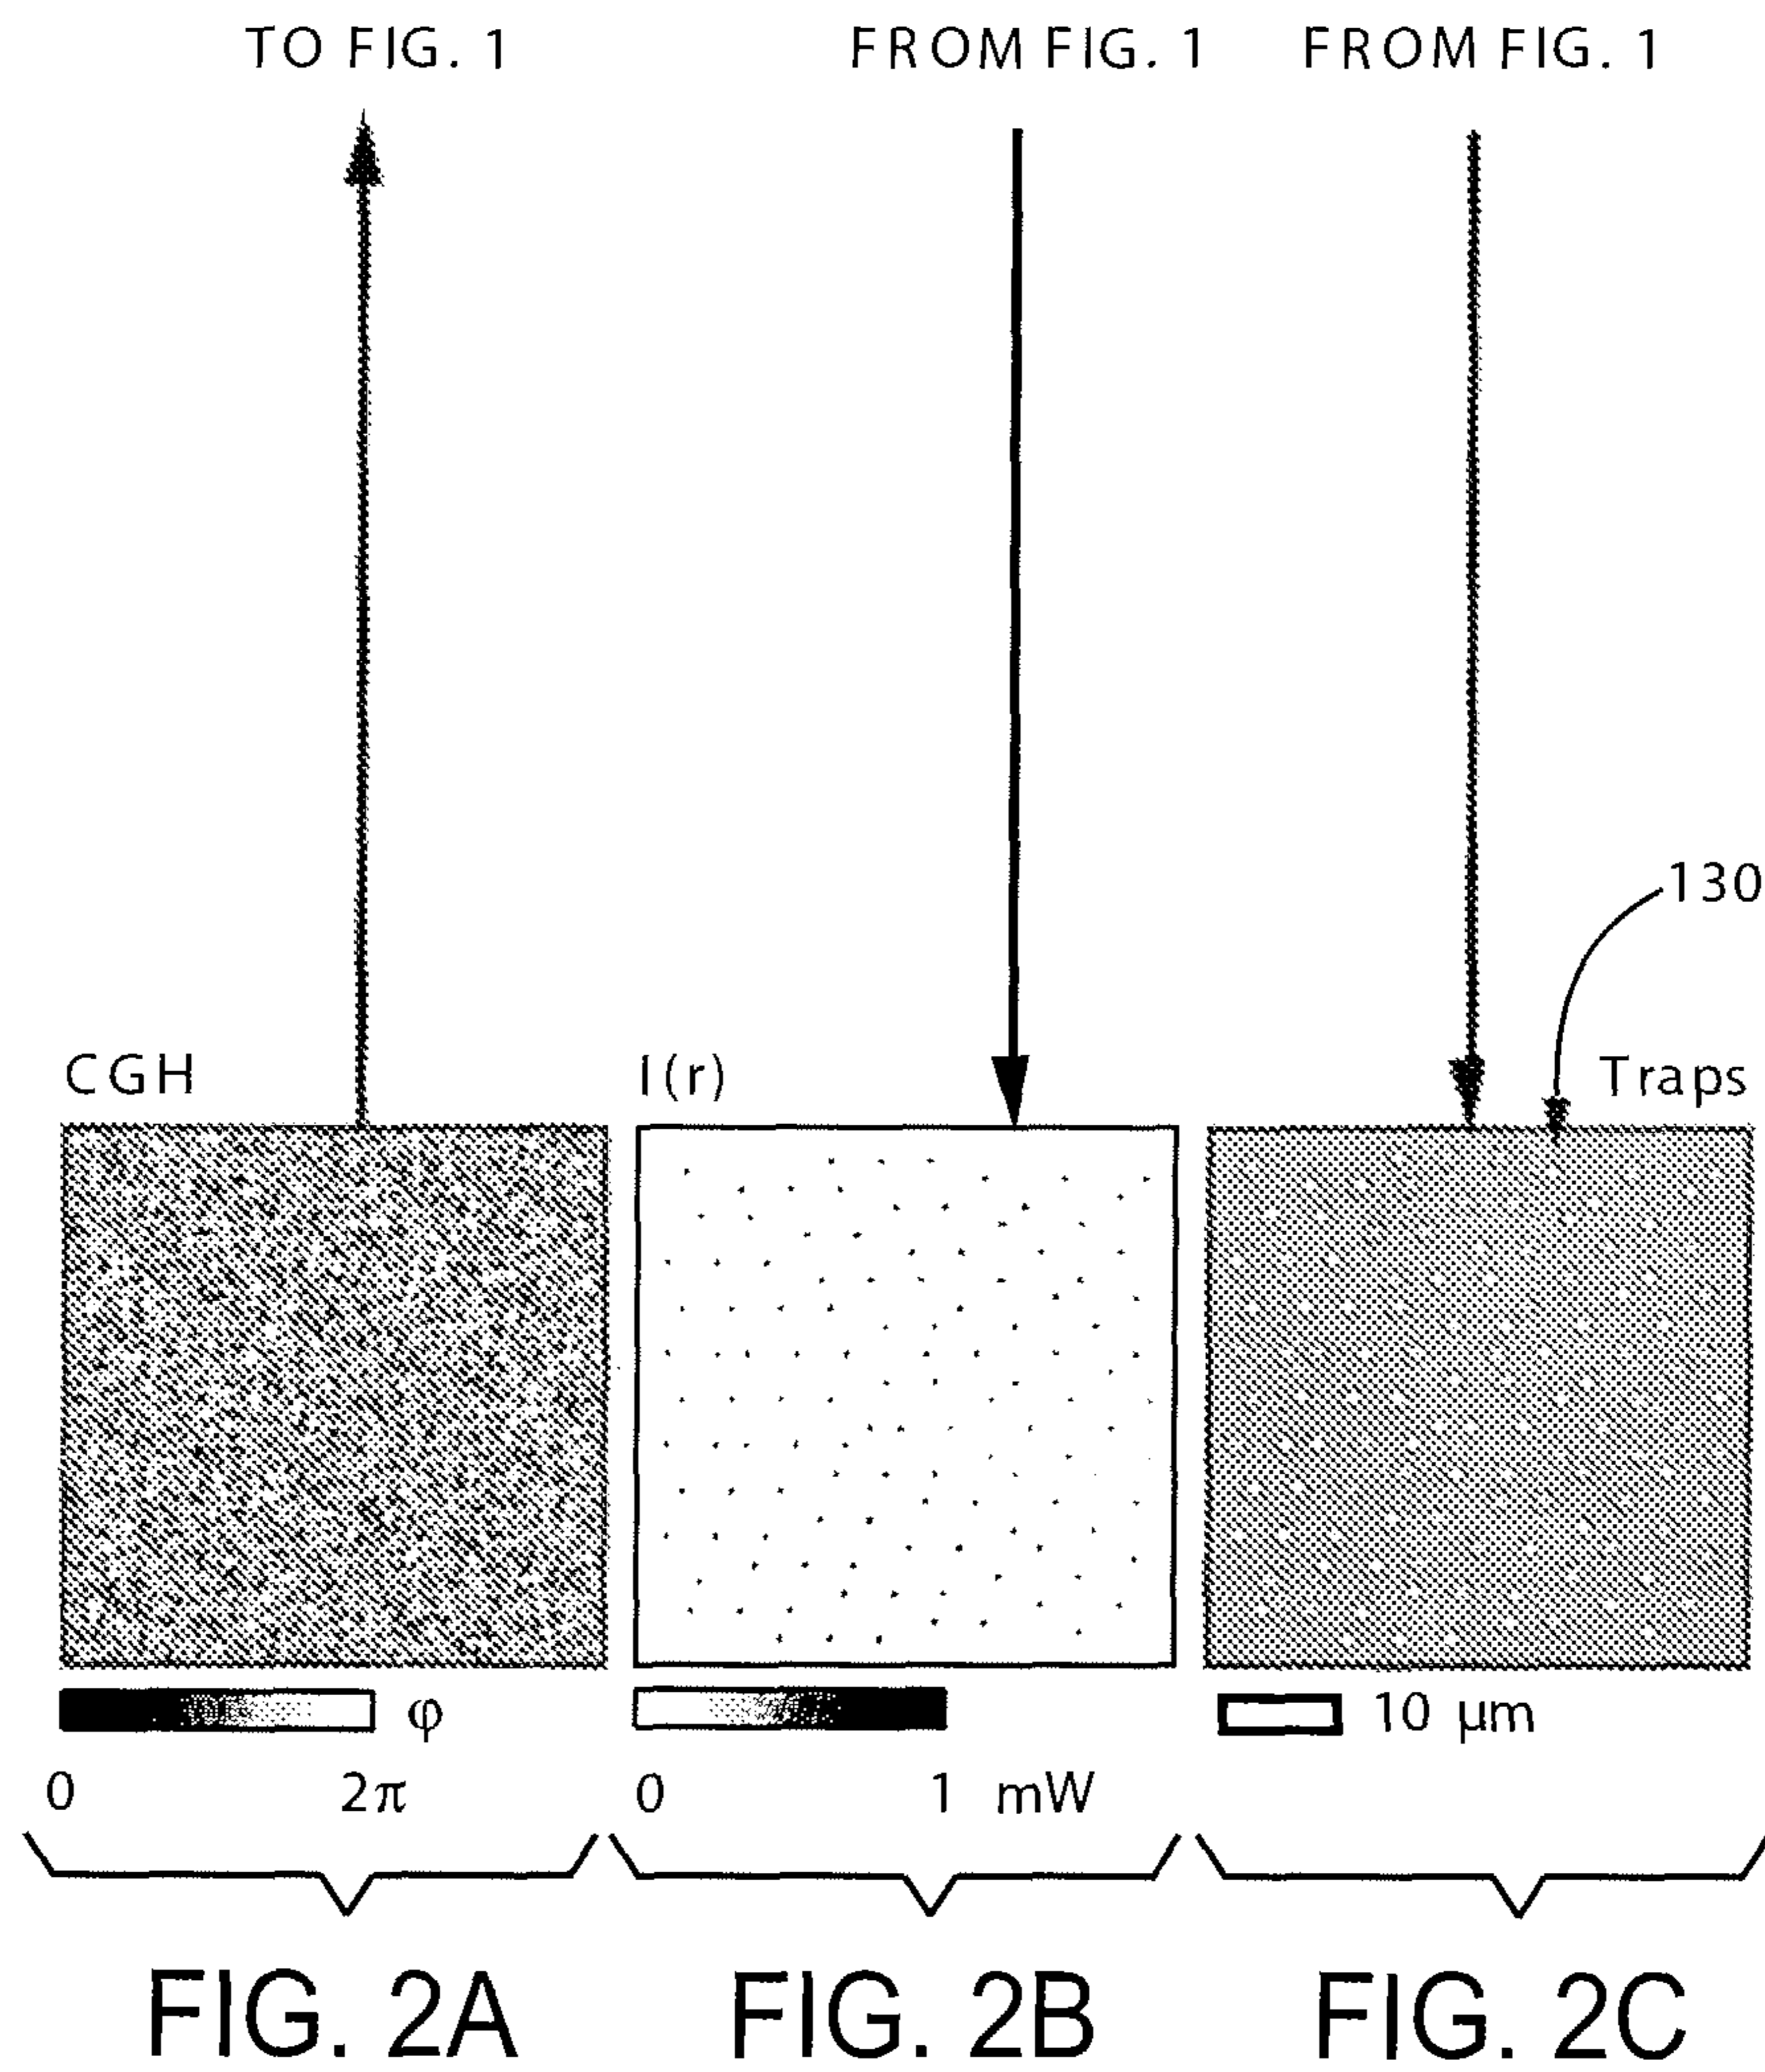 TO FIG. 1 FROM FIG. 1 FROM FIG. 1
130
CGH I(r) Traps
φ 10 μm
0 2π 0 1 mW
FIG. 2A FIG. 2B FIG. 2C